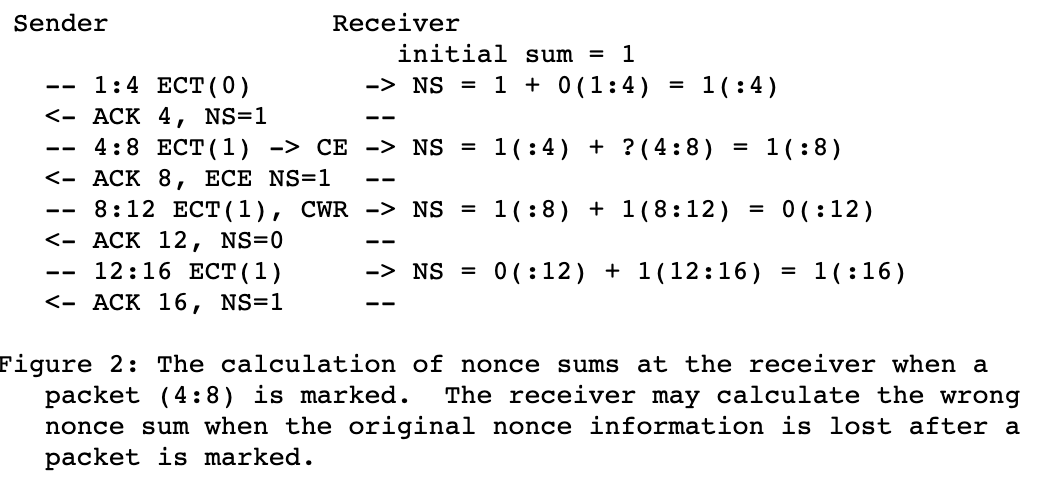 Sender Receiver
initial sum = 1
-- 1:4 ECT(0) -> NS = 1 + 0(1:4) = 1(:4)
<- ACK 4, NS=1 --
-- 4:8 ECT(1) -> CE -> NS = 1(:4) + ?(4:8) = 1(:8)
<- ACK 8, ECE NS=1 --
-- 8:12 ECT(1), CWR -> NS = 1(:8) + 1(8:12) = 0(:12)
<- ACK 12, NS=0 --
-- 12:16 ECT(1) -> NS = 0(:12) + 1(12:16) = 1(:16)
<- ACK 16, NS=1 --
Figure 2: The calculation of nonce sums at the receiver when a
packet (4:8) is marked. The receiver may calculate the wrong
nonce sum when the original nonce information is lost after a
packet is marked.